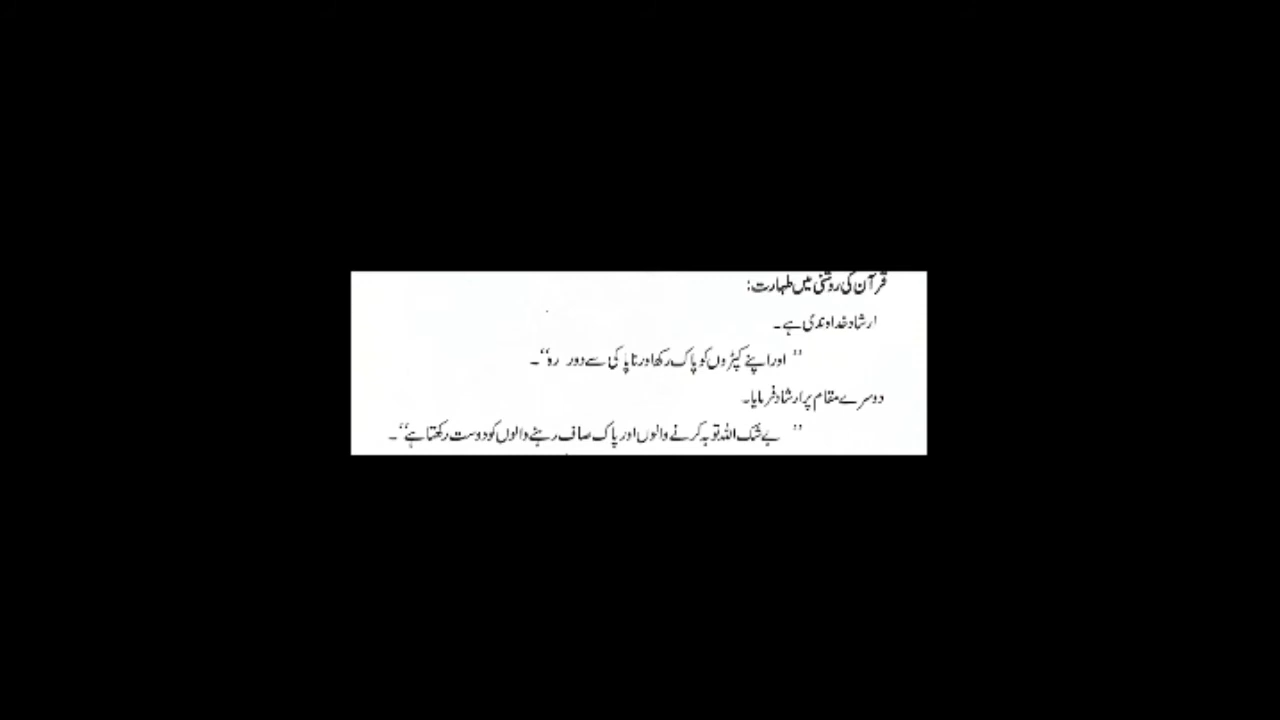 قرآن کی روشنی میں طہارت:
ارشاد خداوندی ہے۔
”اور اپنے کپڑوں کو پاک رکھ اور ناپاکی سے دور رہ“۔
دوسرے مقام پر ارشاد فرمایا۔
”بے شک اللہ توبہ کرنے والوں اور پاک صاف رہنے والوں کو دوست رکھتا ہے“۔